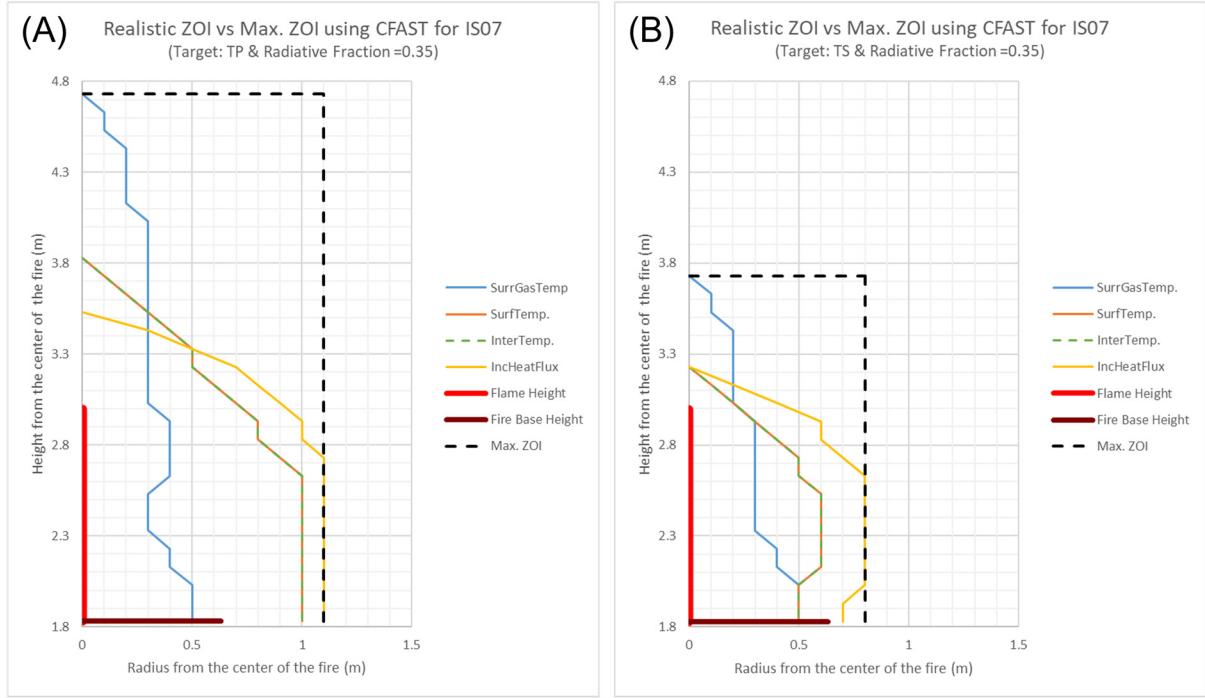 (A)
Realistic ZOI vs Max. ZOI using CFAST for IS07
(Target: TP & Radiative Fraction =0.35)
Height from the center of the fire (m)
4.8
4.3
3.8
3.3
2.8
2.3
1.8
0
0.5
1
1.5
Radius from the center of the fire (m)
SurrGasTemp
SurfTemp.
InterTemp.
IncHeatFlux
Flame Height
Fire Base Height
Max. ZOI
(B)
Realistic ZOI vs Max. ZOI using CFAST for IS07
(Target: TS & Radiative Fraction =0.35)
Height from the center of the fire (m)
4.8
4.3
3.8
3.3
2.8
2.3
1.8
0
0.5
1
1.5
Radius from the center of the fire (m)
SurrGasTemp.
SurfTemp.
InterTemp.
IncHeatFlux
Flame Height
Fire Base Height
Max. ZOI